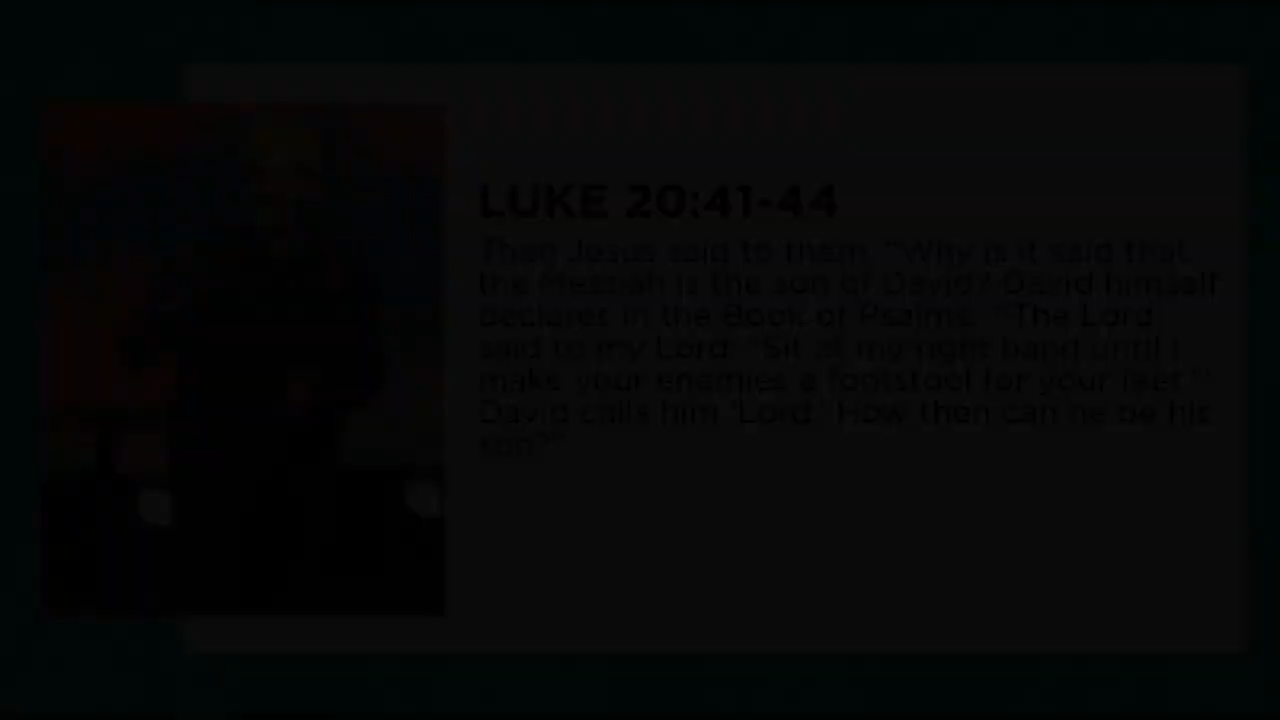 LUKE 20:41-44
Then Jesus said to them, "Why is it said that
the Messiah is the son of David? David himself
declares in the Book of Psalms: "'The Lord
said to my Lord: "Sit at my right hand until I
make your enemies a footstool for your feet."'
David calls him 'Lord.' How then can he be his
son?"